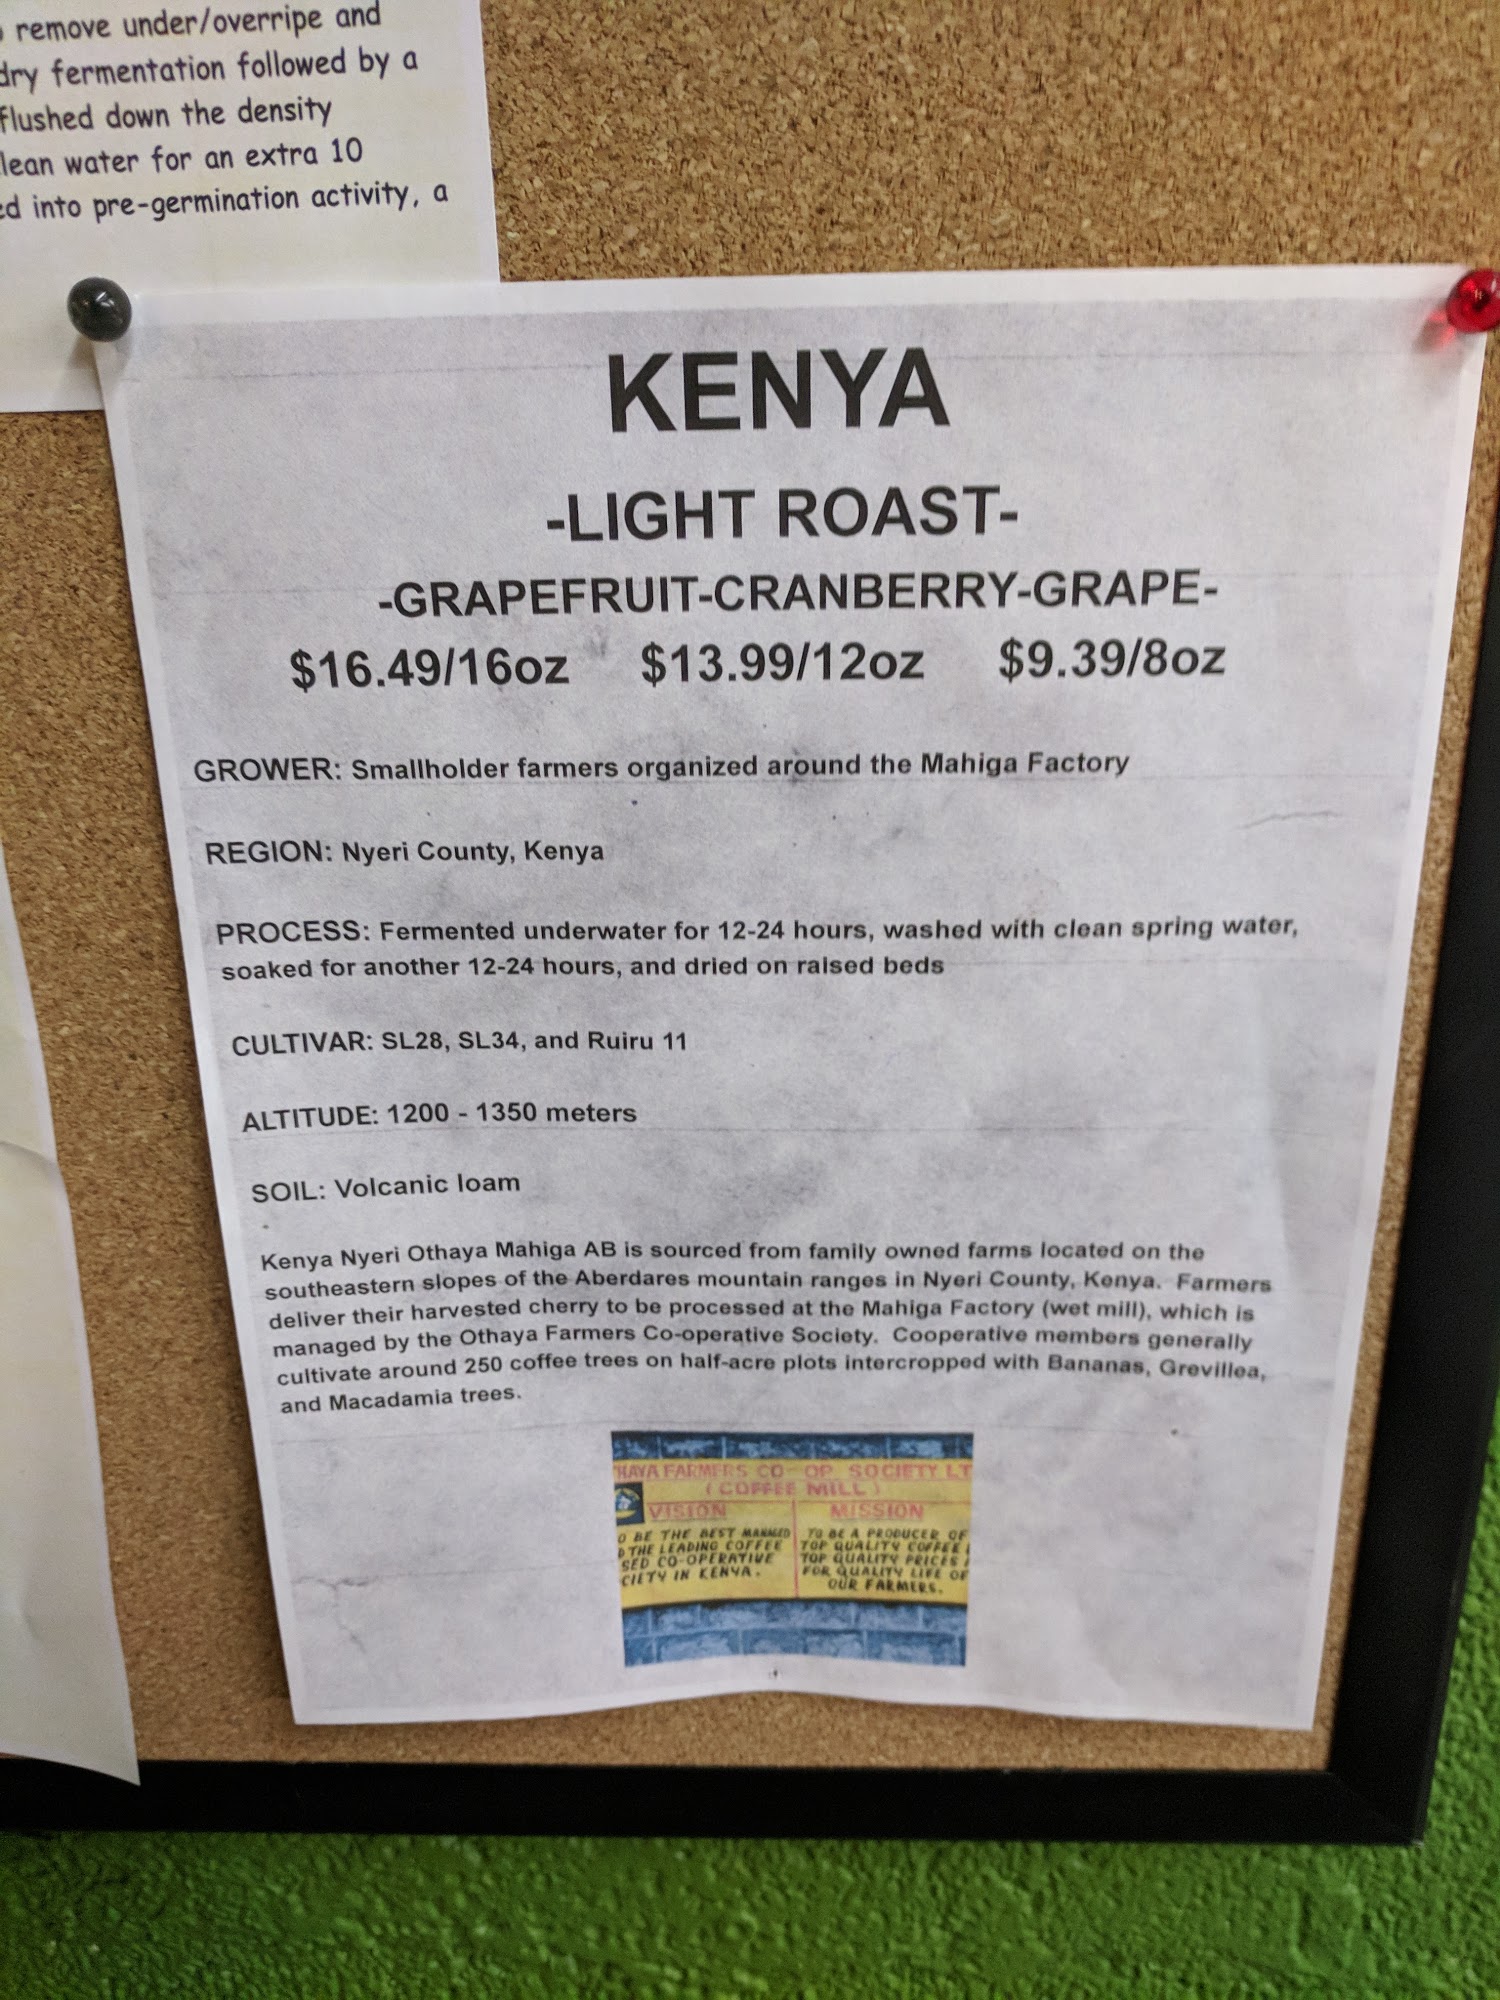 remove under/overripe and
dry fermentation followed by a
flushed down the density
lean water for an extra 10
ed into pre-germination activity, a
KENYA
-LIGHT ROAST-
-GRAPEFRUIT-CRANBERRY-GRAPE-
$16.49/16oz $13.99/12oz $9.39/8oz
GROWER: Smallholder farmers organized around the Mahiga Factory
REGION: Nyeri County, Kenya
PROCESS: Fermented underwater for 12-24 hours, washed with clean spring water,
soaked for another 12-24 hours, and dried on raised beds
CULTIVAR: SL28, SL34, and Ruiru 11
ALTITUDE: 1200 - 1350 meters
SOIL: Volcanic loam
Kenya Nyeri Othaya Mahiga AB is sourced from family owned farms located on the
southeastern slopes of the Aberdares mountain ranges in Nyeri County, Kenya. Farmers
deliver their harvested cherry to be processed at the Mahiga Factory (wet mill), which is
managed by the Othaya Farmers Co-operative Society. Cooperative members generally
cultivate around 250 coffee trees on half-acre plots intercropped with Bananas, Grevillea,
and Macadamia trees.
HAYA FARMERS CO-OP SOCIETY LT
(COFFEE MILL)
VISION
O BE THE BEST MANAGED
D THE LEADING COFFEE
SED CO-OPERATIVE
CIETY IN KENYA.
MISSION
TO BE A PRODUCER OF
TOP QUALITY COFFEE
TOP QUALITY PRICES
FOR QUALITY LIFE OF
OUR FARMERS.